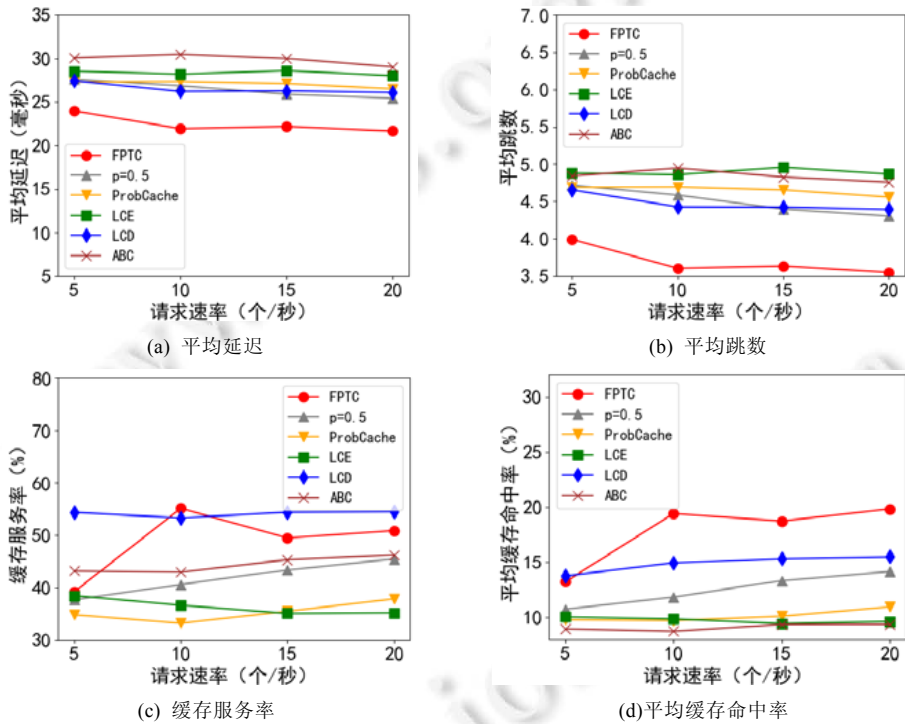 35
30
25
20
15
10
5
平均延迟（毫秒）
FPTC
p=0.5
ProbCache
LCE
LCD
ABC
5 10 15 20
请求速率（个/秒）
(a) 平均延迟
7.0
6.5
6.0
5.5
5.0
4.5
4.0
3.5
平均跳数
FPTC
p=0.5
ProbCache
LCE
LCD
ABC
5 10 15 20
请求速率（个/秒）
(b) 平均跳数
80
70
60
50
40
30
缓存服务率（%）
FPTC
p=0.5
ProbCache
LCE
LCD
ABC
5 10 15 20
请求速率（个/秒）
(c) 缓存服务率
30
25
20
15
10
平均缓存命中率（%）
FPTC
p=0.5
ProbCache
LCE
LCD
ABC
5 10 15 20
请求速率（个/秒）
(d)平均缓存命中率